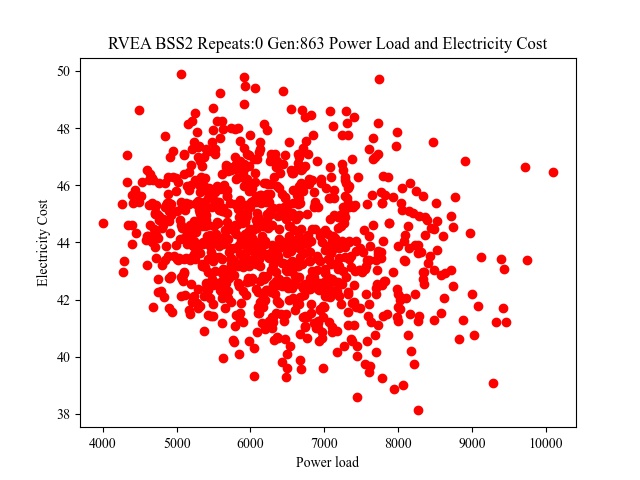 RVEA BSS2 Repeats:0 Gen:863 Power Load and Electricity Cost
50
48
46
44
42
40
38
Electricity Cost
4000 5000 6000 7000 8000 9000 10000
Power load